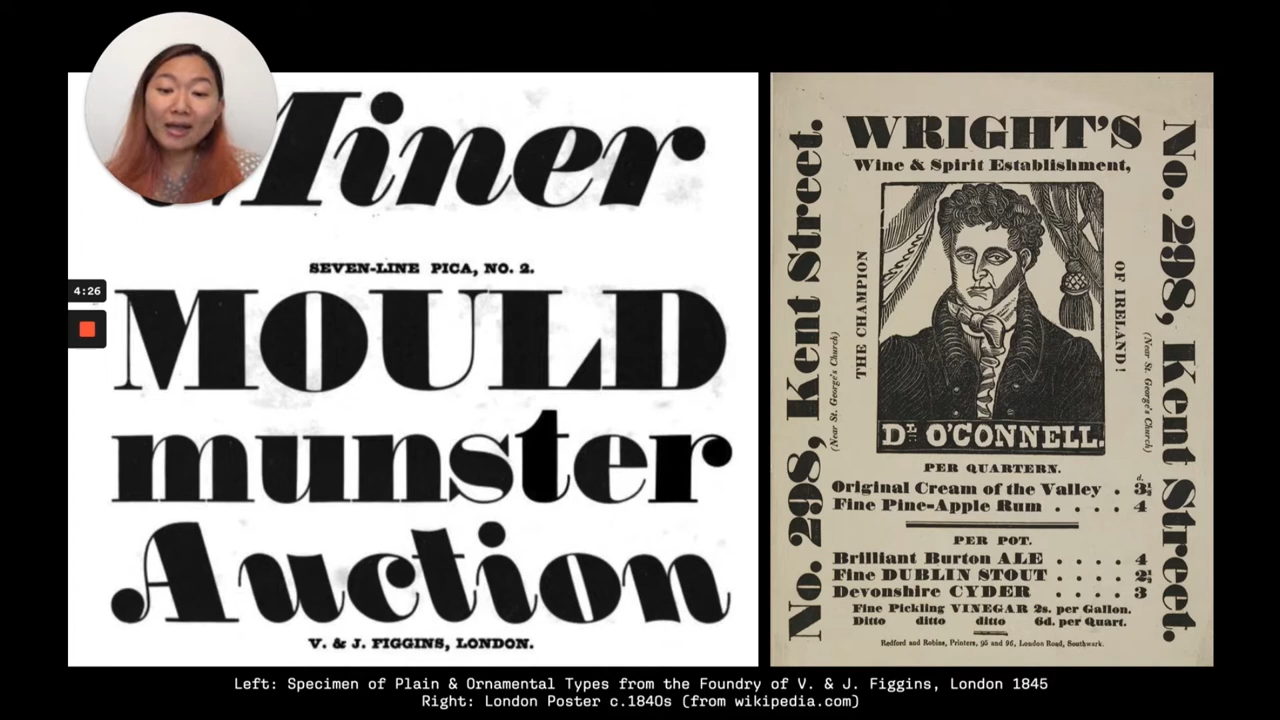 Miner
SEVEN-LINE PICA, NO. 2.
MOULD
munster
Auction
V. & J. FIGGINS, LONDON.
4:26
No. 298, Kent Street.
(Near St. George's Church)
WRIGHT'S
Wine & Spirit Establishment,
THE CHAMPION
OF IRELAND!
DL. O'CONNELL.
(Near St. George's Church)
No. 298, Kent Street.
PER QUARTERN.
d.
Original Cream of the Valley . 3½
Fine Pine-Apple Rum . . . . 4
PER POT.
Brilliant Burton ALE . . . . 4
Fine DUBLIN STOUT . . . . 2½
Devonshire CYDER . . . . 3
Fine Pickling VINEGAR 2s. per Gallon.
Ditto ditto ditto 6d. per Quart.
Redford and Robins, Printers, 95 and 96, London Road, Southwark.
Left: Specimen of Plain & Ornamental Types from the Foundry of V. & J. Figgins, London 1845
Right: London Poster c.1840s (from wikipedia.com)